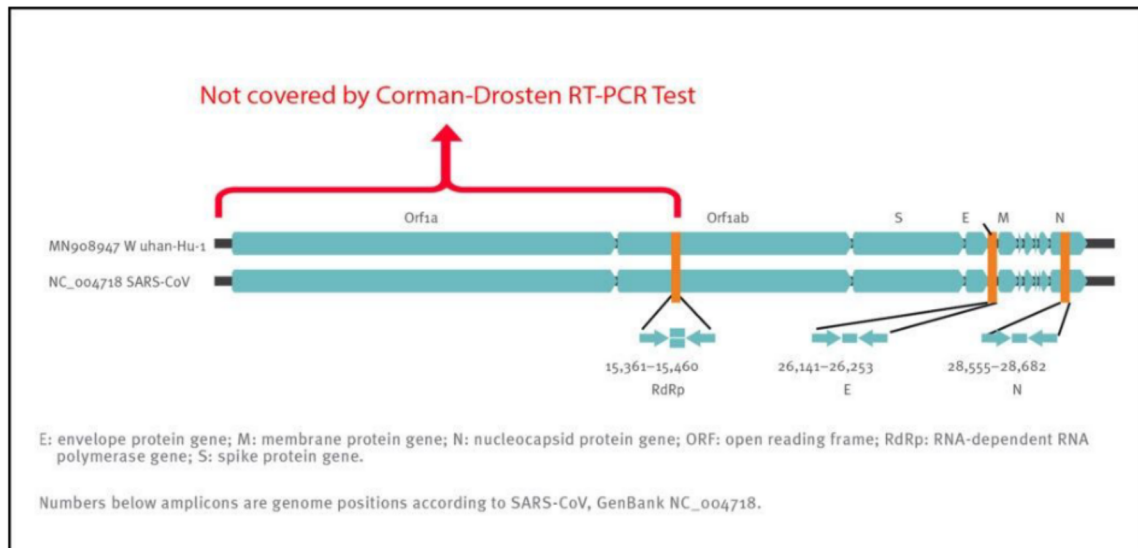 Not covered by Corman-Drosten RT-PCR Test
Orf1a Orf1ab S E M N
MN908947 W uhan-Hu-1
NC_004718 SARS-CoV
15,361–15,460 26,141–26,253 28,555–28,682
RdRp E N
E: envelope protein gene; M: membrane protein gene; N: nucleocapsid protein gene; ORF: open reading frame; RdRp: RNA-dependent RNA
polymerase gene; S: spike protein gene.
Numbers below amplicons are genome positions according to SARS-CoV, GenBank NC_004718.